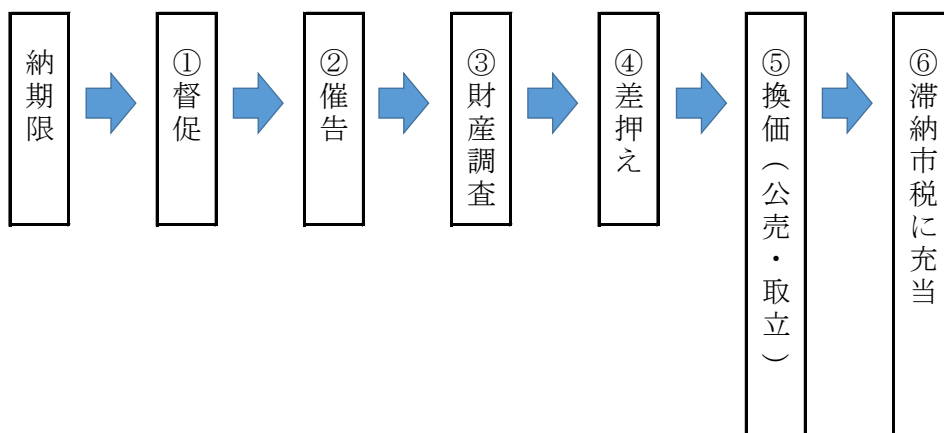 納期限
①督促
②催告
③財産調査
④差押え
⑤換価(公売・取立)
⑥滞納市税に充当